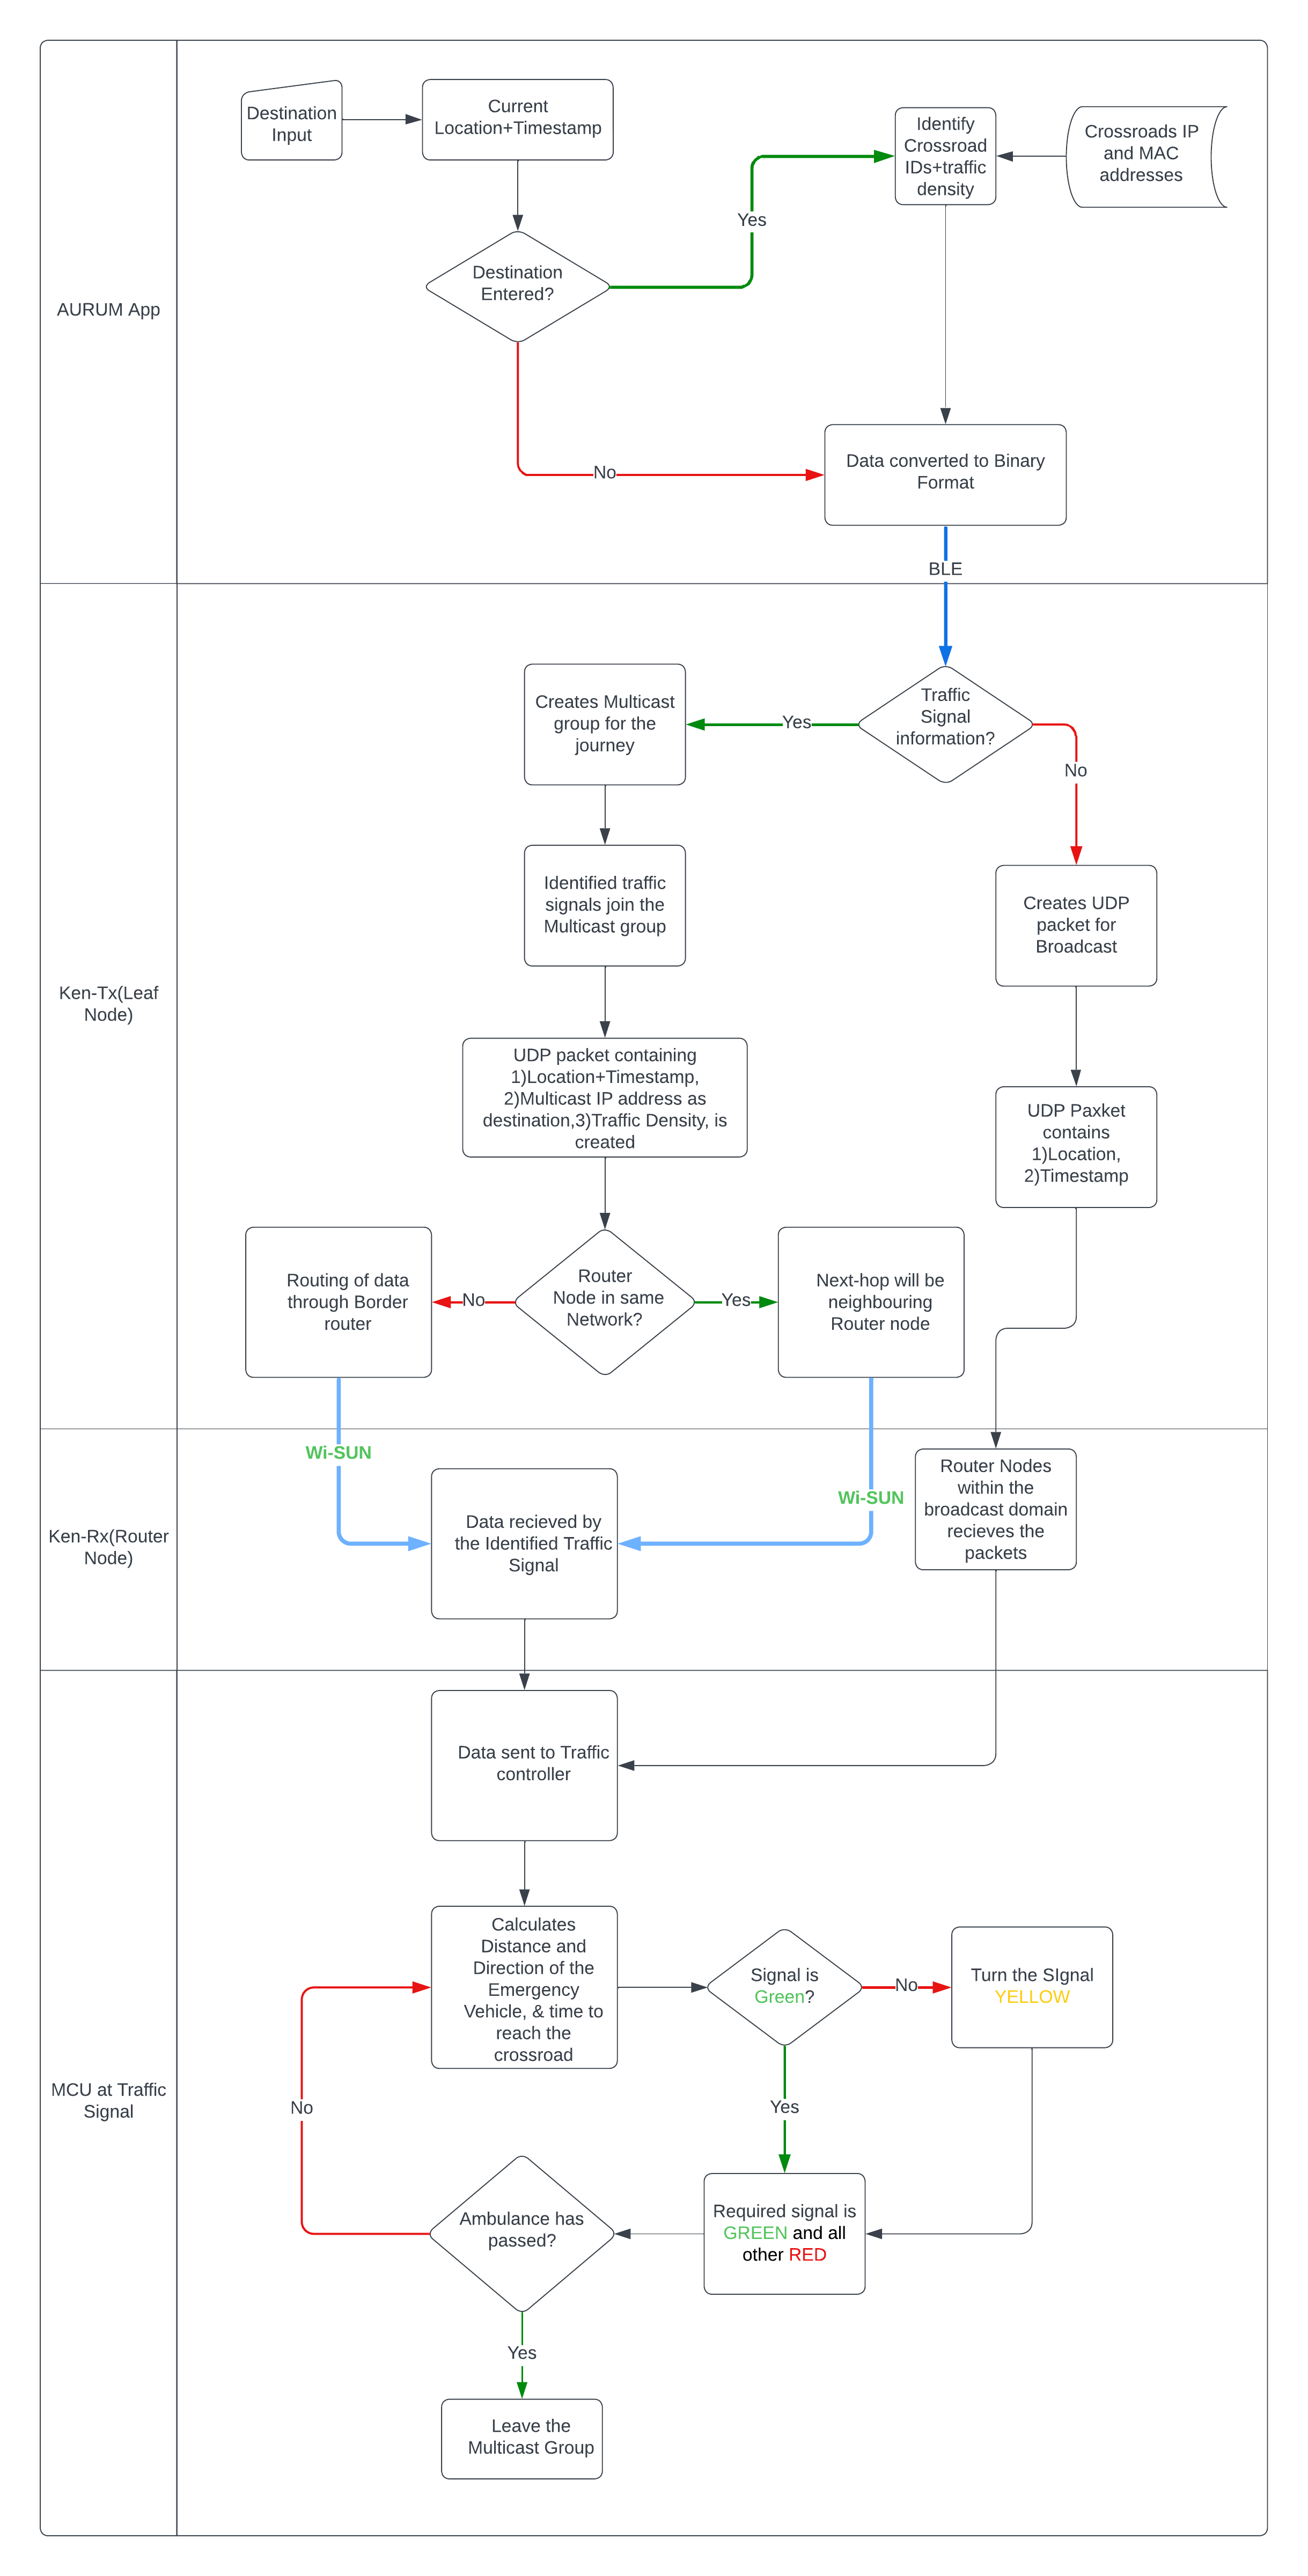 AURUM App
Destination
Input
Current
Location+Timestamp
Identify
Crossroad
IDs+traffic
density
Crossroads IP
and MAC
addresses
Yes
Destination
Entered?
No
Data converted to Binary
Format
BLE
Ken-Tx(Leaf
Node)
Traffic
Signal
information?
Yes
No
Creates Multicast
group for the
journey
Identified traffic
signals join the
Multicast group
Creates UDP
packet for
Broadcast
UDP packet containing
1)Location+Timestamp,
2)Multicast IP address as
destination,3)Traffic Density, is
created
UDP Paxket
contains
1)Location,
2)Timestamp
Routing of data
through Border
router
No
Router
Node in same
Network?
Yes
Next-hop will be
neighbouring
Router node
Ken-Rx(Router
Node)
Wi-SUN
Wi-SUN
Data recieved by
the Identified Traffic
Signal
Router Nodes
within the
broadcast domain
recieves the
packets
MCU at Traffic
Signal
Data sent to Traffic
controller
Calculates
Distance and
Direction of the
Emergency
Vehicle, & time to
reach the
crossroad
Signal is
Green?
No
Turn the SIgnal
YELLOW
No
Yes
Ambulance has
passed?
Required signal is
GREEN and all
other RED
Yes
Leave the
Multicast Group